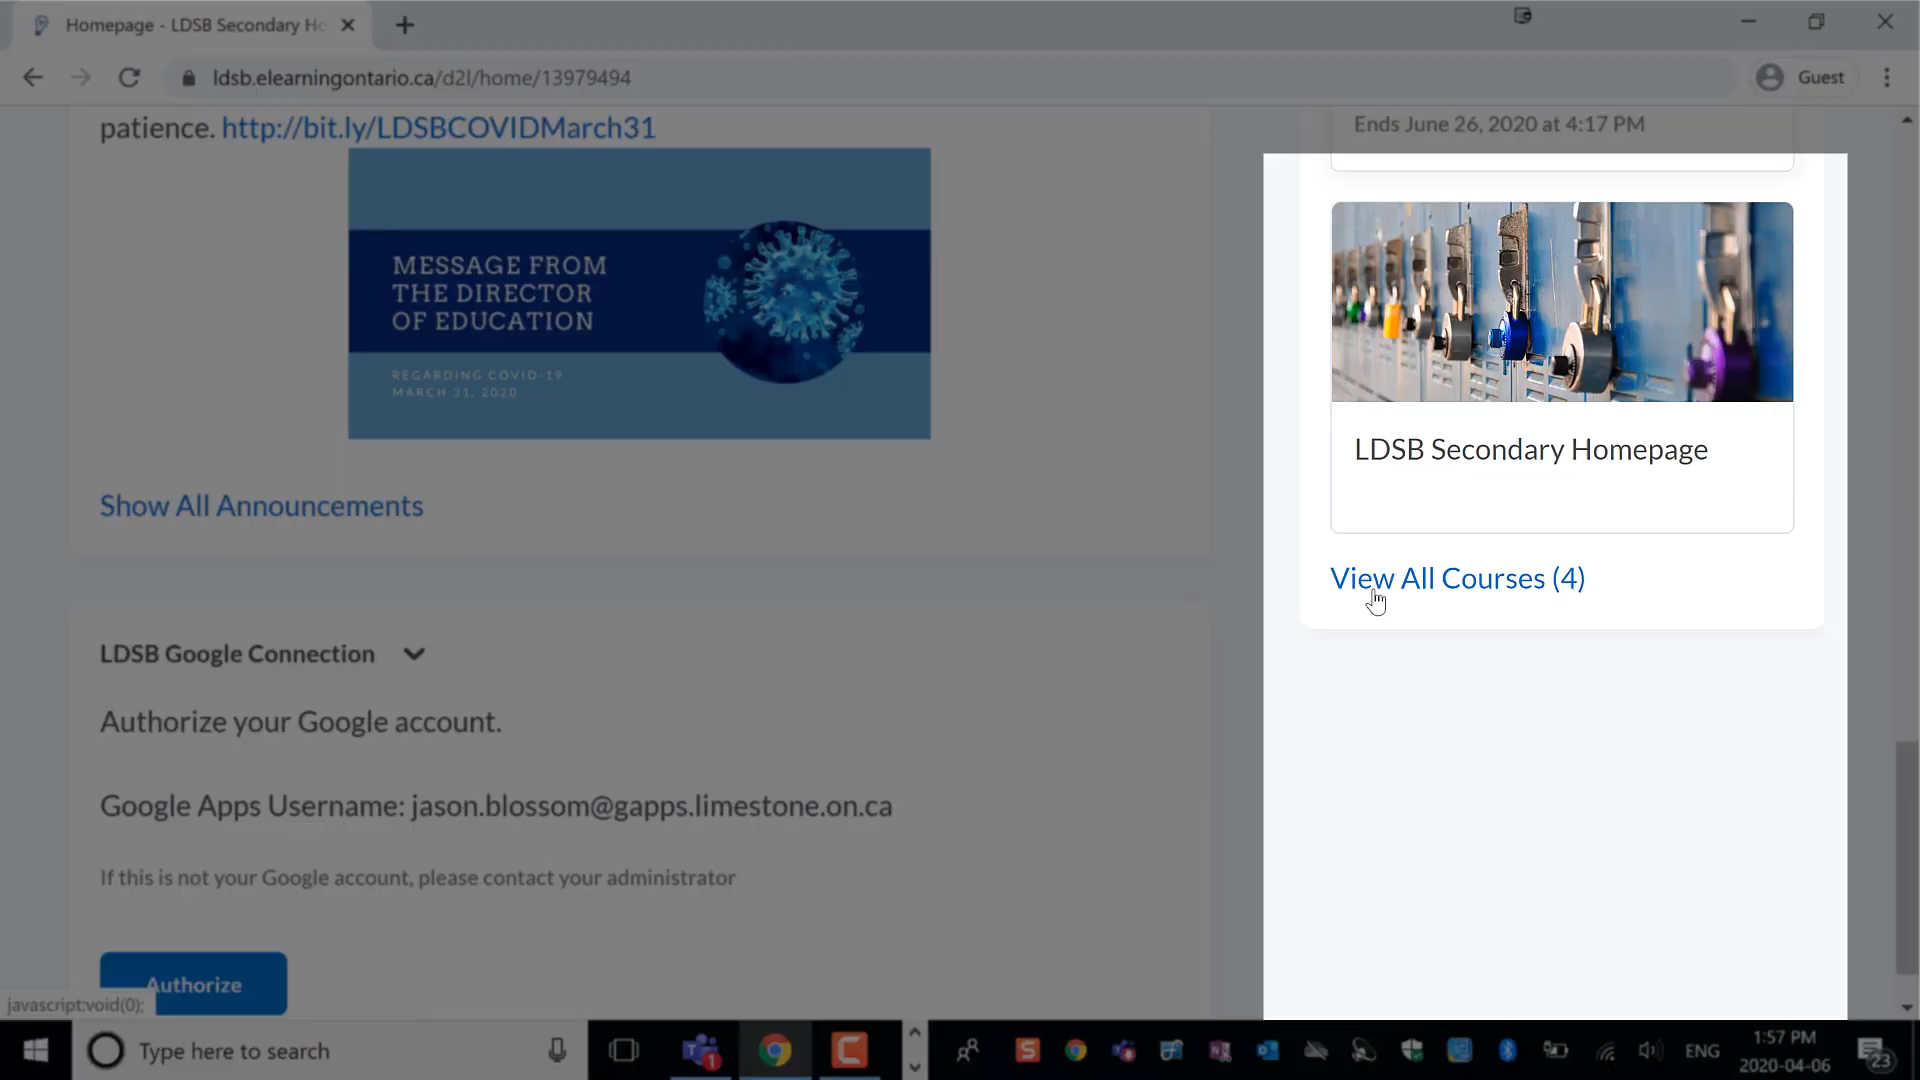 Homepage - LDSB Secondary Ho
ldsb.elearningontario.ca/d2l/home/13979494
Guest
patience. http://bit.ly/LDSBCOVIDMarch31
MESSAGE FROM
THE DIRECTOR
OF EDUCATION
REGARDING COVID-19
MARCH 31, 2020
Show All Announcements
LDSB Google Connection
Authorize your Google account.
Google Apps Username: jason.blossom@gapps.limestone.on.ca
If this is not your Google account, please contact your administrator
Authorize
javascript:void(0);
Ends June 26, 2020 at 4:17 PM
LDSB Secondary Homepage
View All Courses (4)
Type here to search
1
ENG
1:57 PM
2020-04-06
23